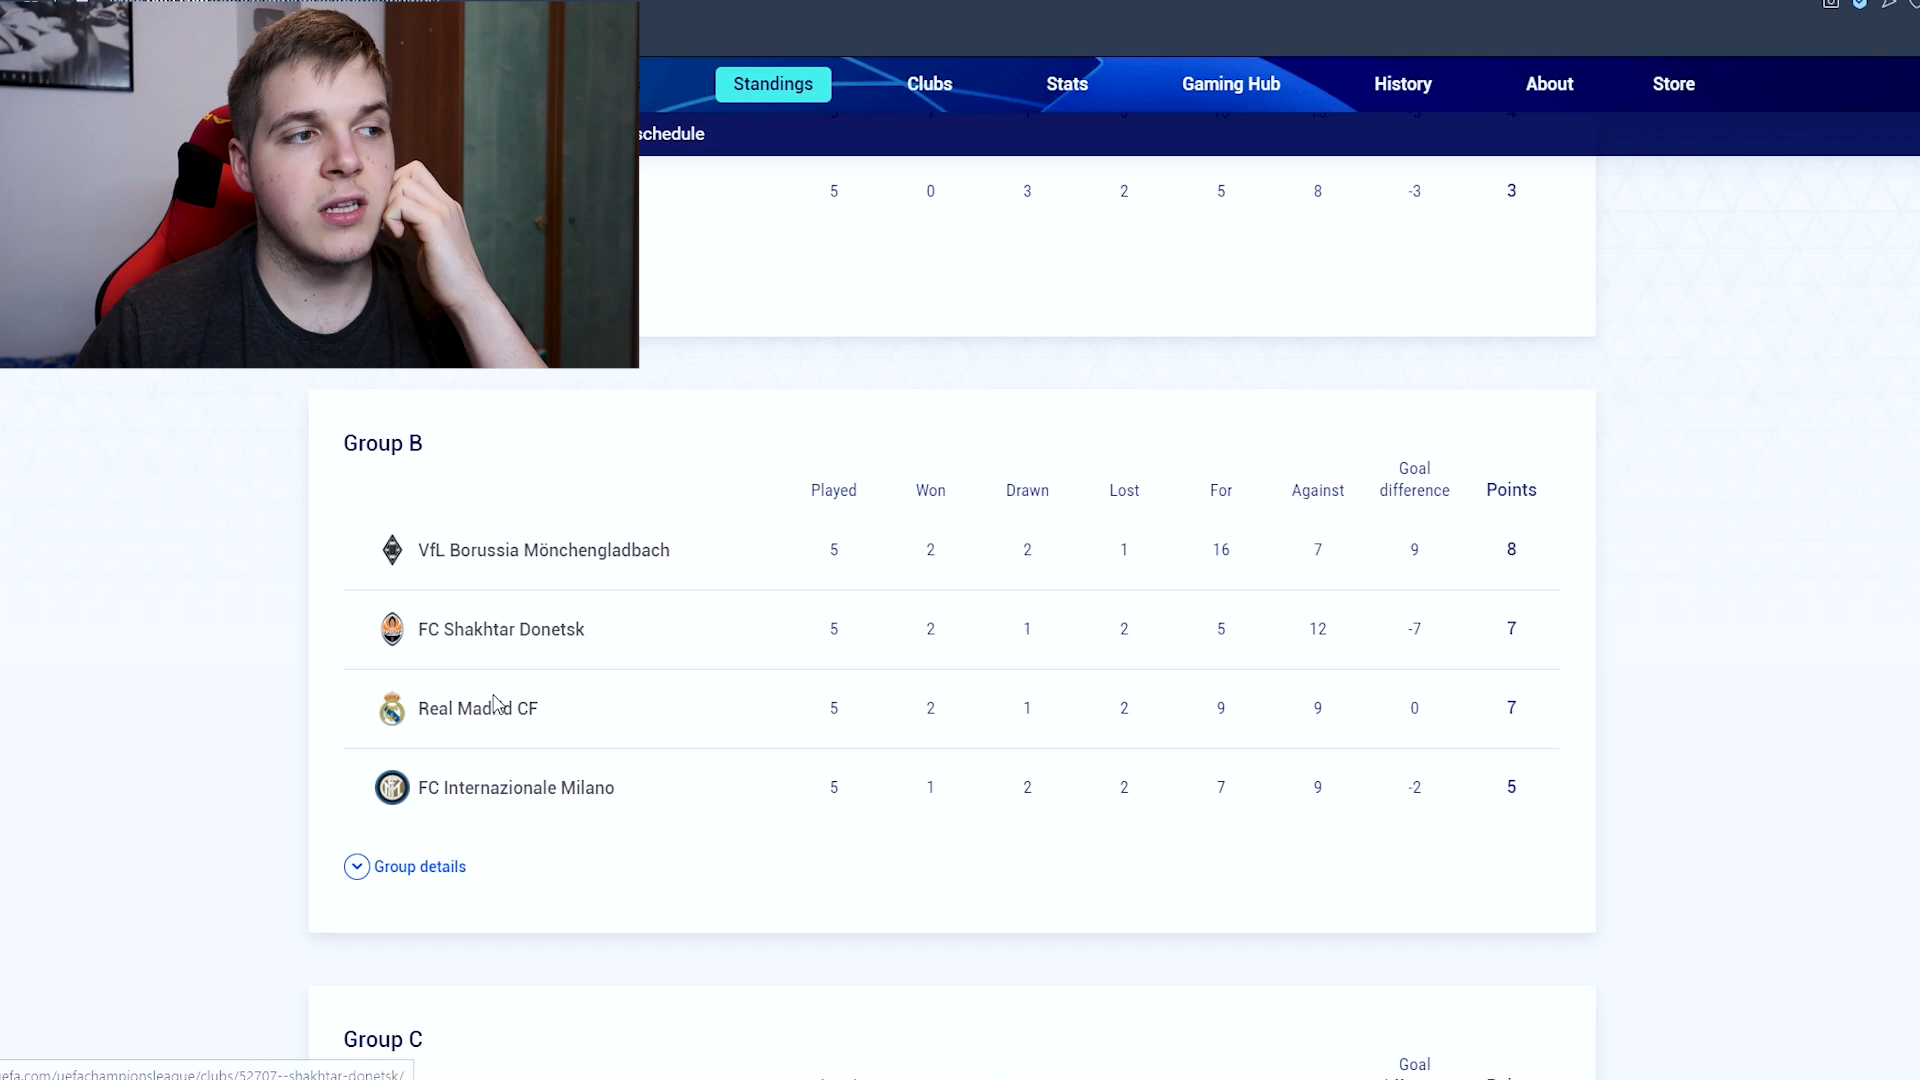 Standings Clubs Stats Gaming Hub History About Store
schedule
5 0 3 2 5 8 -3 3
Group B
Played Won Drawn Lost For Against Goal difference Points
VfL Borussia Mönchengladbach 5 2 2 1 16 7 9 8
FC Shakhtar Donetsk 5 2 1 2 5 12 -7 7
Real Madrid CF 5 2 1 2 9 9 0 7
FC Internazionale Milano 5 1 2 2 7 9 -2 5
Group details
Group C
Goal
efa.com/uefachampionsleague/clubs/52707--shakhtar-donetsk/